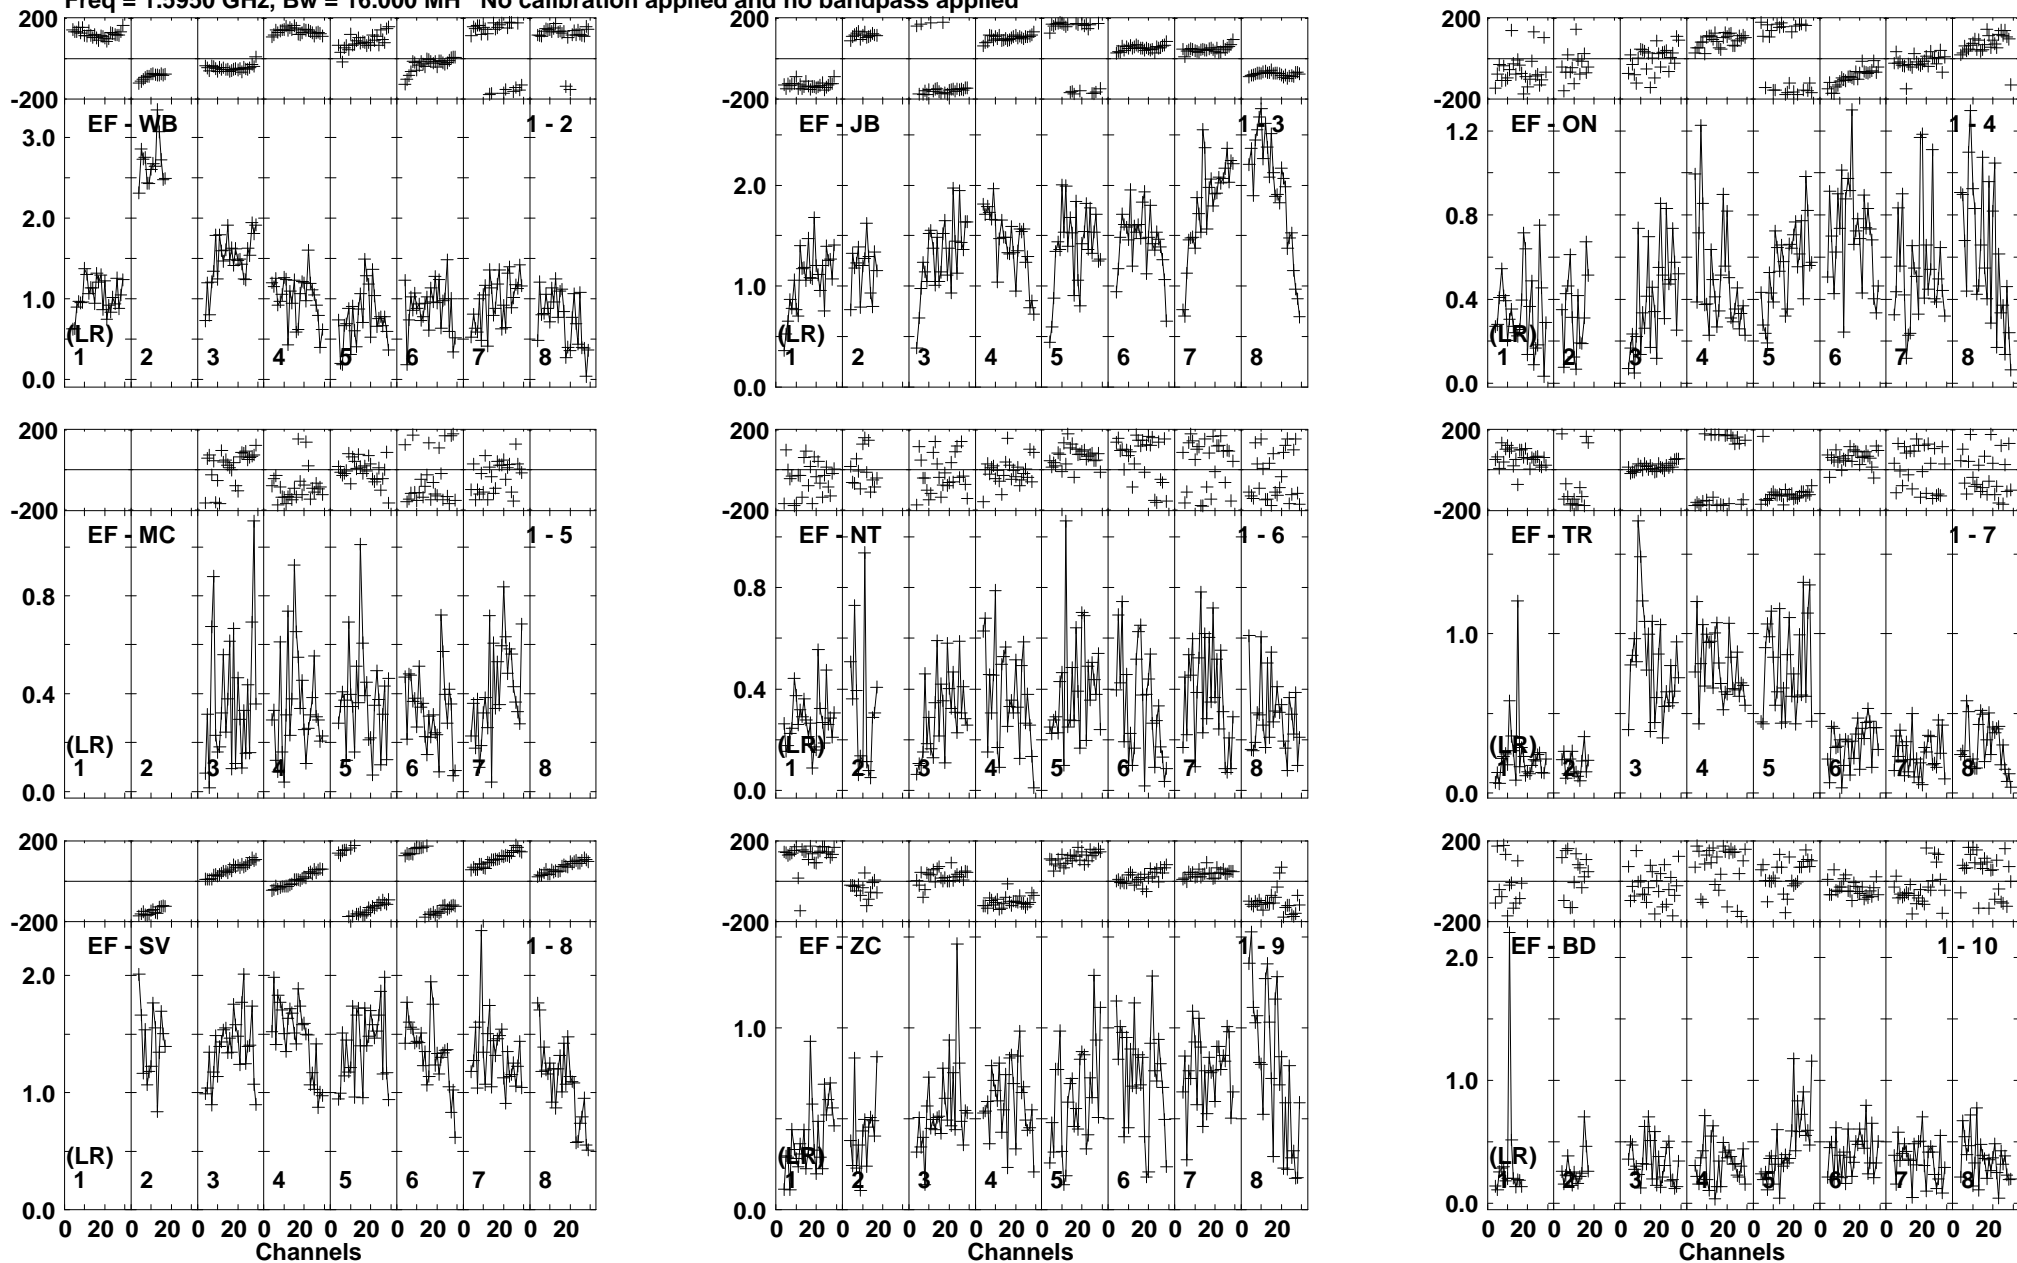 Freq = 1.5950 GHz, Bw = 16.000 MH No calibration applied and no bandpass applied
200 200 200
-200 -200 -200
EF - WB 1 - 2 EF - JB 1 - 3 EF - ON 1 - 4
3.0 2.0 1.0 0.0
(LR)
1 2 3 4 5 6 7 8
2.0 1.0 0.0
(LR)
1 2 3 4 5 6 7 8
1.2 0.8 0.4 0.0
(LR)
1 2 3 4 5 6 7 8
200 200 200
-200 -200 -200
EF - MC 1 - 5 EF - NT 1 - 6 EF - TR 1 - 7
0.8 0.4 0.0
(LR)
1 2 3 4 5 6 7 8
0.8 0.4 0.0
(LR)
1 2 3 4 5 6 7 8
1.0 0.0
(LR)
1 2 3 4 5 6 7 8
200 200 200
-200 -200 -200
EF - SV 1 - 8 EF - ZC 1 - 9 EF - BD 1 - 10
2.0 1.0 0.0
(LR)
1 2 3 4 5 6 7 8
1.0 0.0
(LR)
1 2 3 4 5 6 7 8
2.0 1.0 0.0
(LR)
1 2 3 4 5 6 7 8
0 20 0 20 0 20 0 20 0 20 0 20 0 20 0 20
0 20 0 20 0 20 0 20 0 20 0 20 0 20 0 20
0 20 0 20 0 20 0 20 0 20 0 20 0 20 0 20
Channels Channels